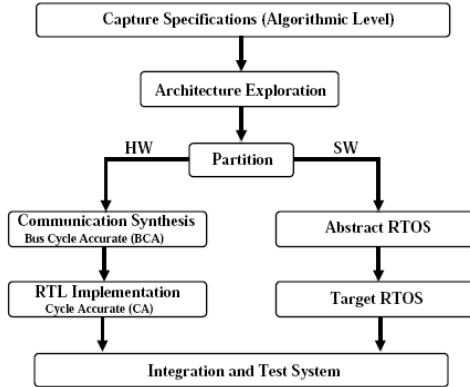 Capture Specifications (Algorithmic Level)
Architecture Exploration
HW
SW
Partition
Communication Synthesis
Bus Cycle Accurate (BCA)
Abstract RTOS
RTL Implementation
Cycle Accurate (CA)
Target RTOS
Integration and Test System